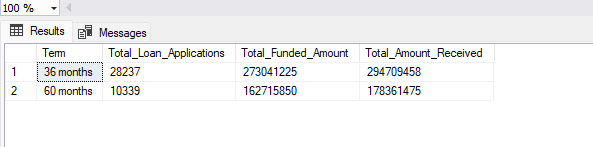 100 %
Results Messages
Term Total_Loan_Applications Total_Funded_Amount Total_Amount_Received
1 36 months 28237 273041225 294709458
2 60 months 10339 162715850 178361475